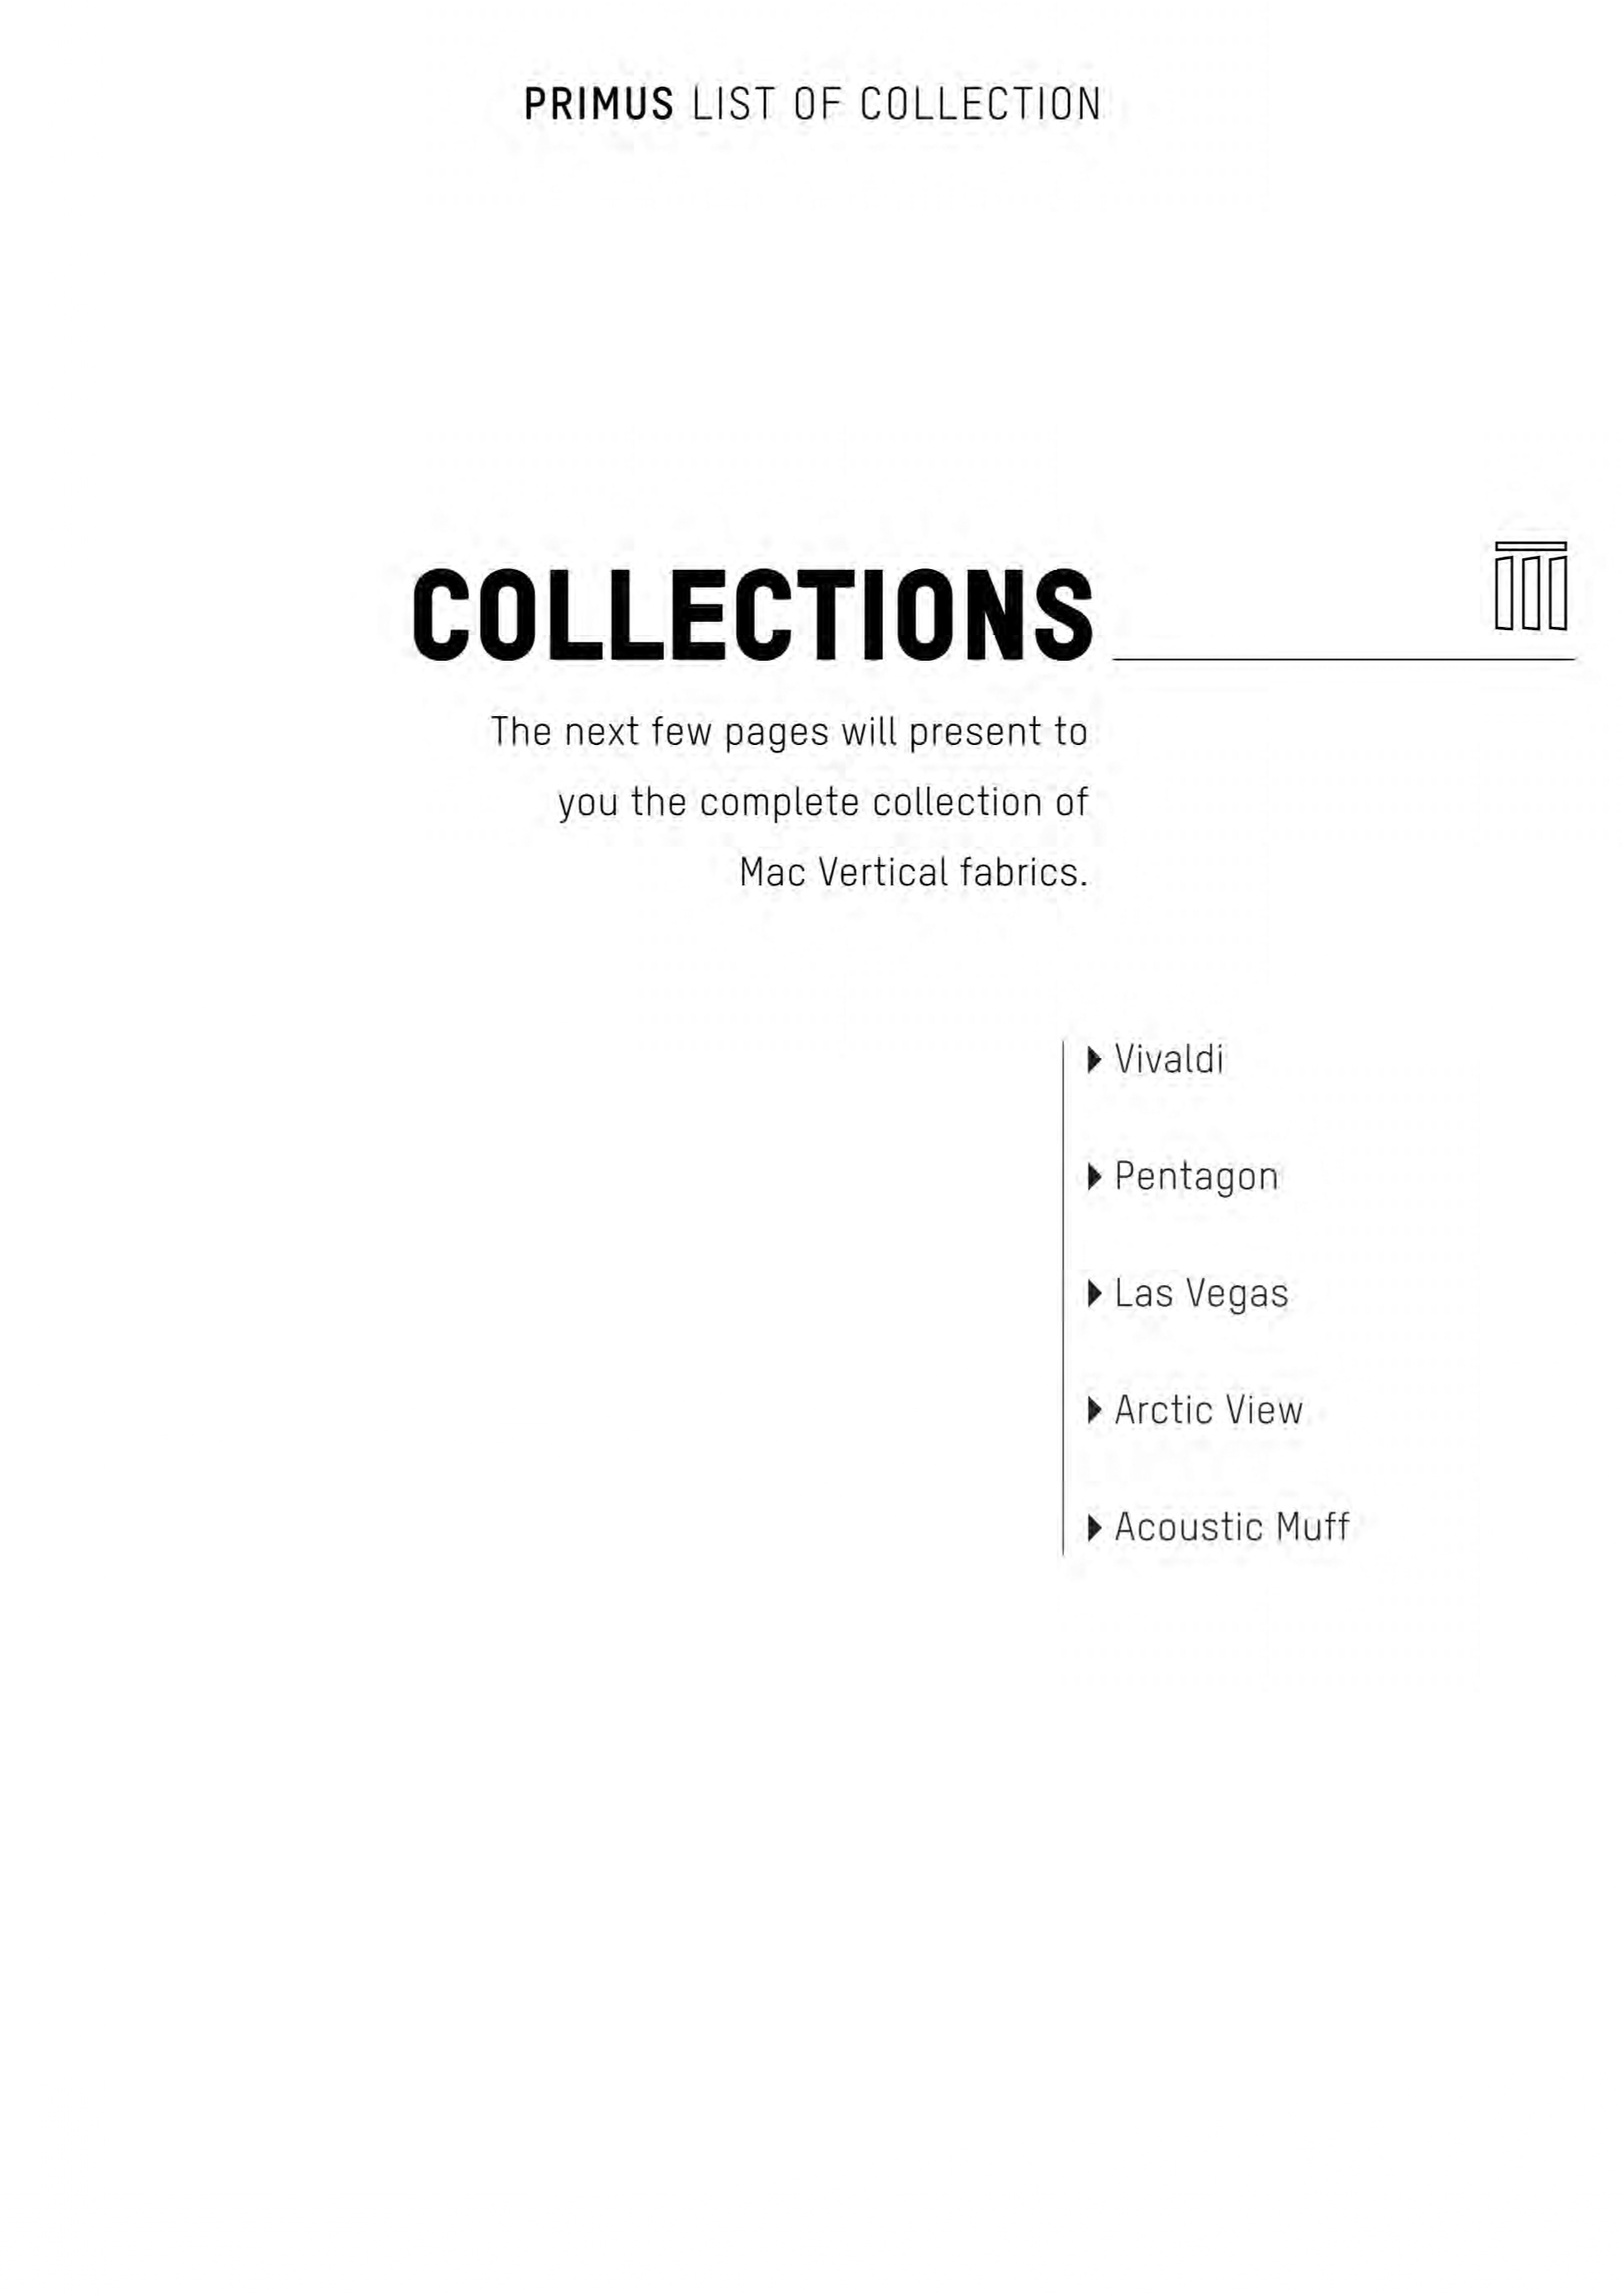 PRIMUS LIST OF COLLECTION
COLLECTIONS
The next few pages will present to
you the complete collection of
Mac Vertical fabrics.
Vivaldi
Pentagon
Las Vegas
Arctic View
Acoustic Muff